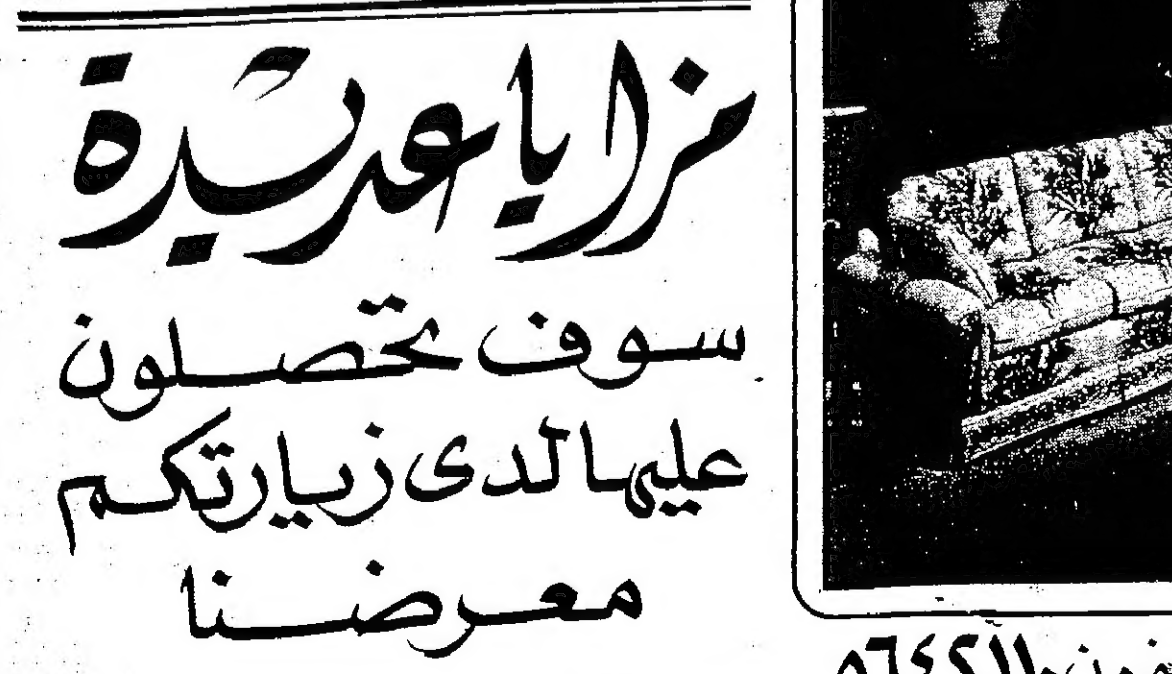 مزايا عديدة
سوف تحصلون
عليها لدى زيارتكم
معرضنا